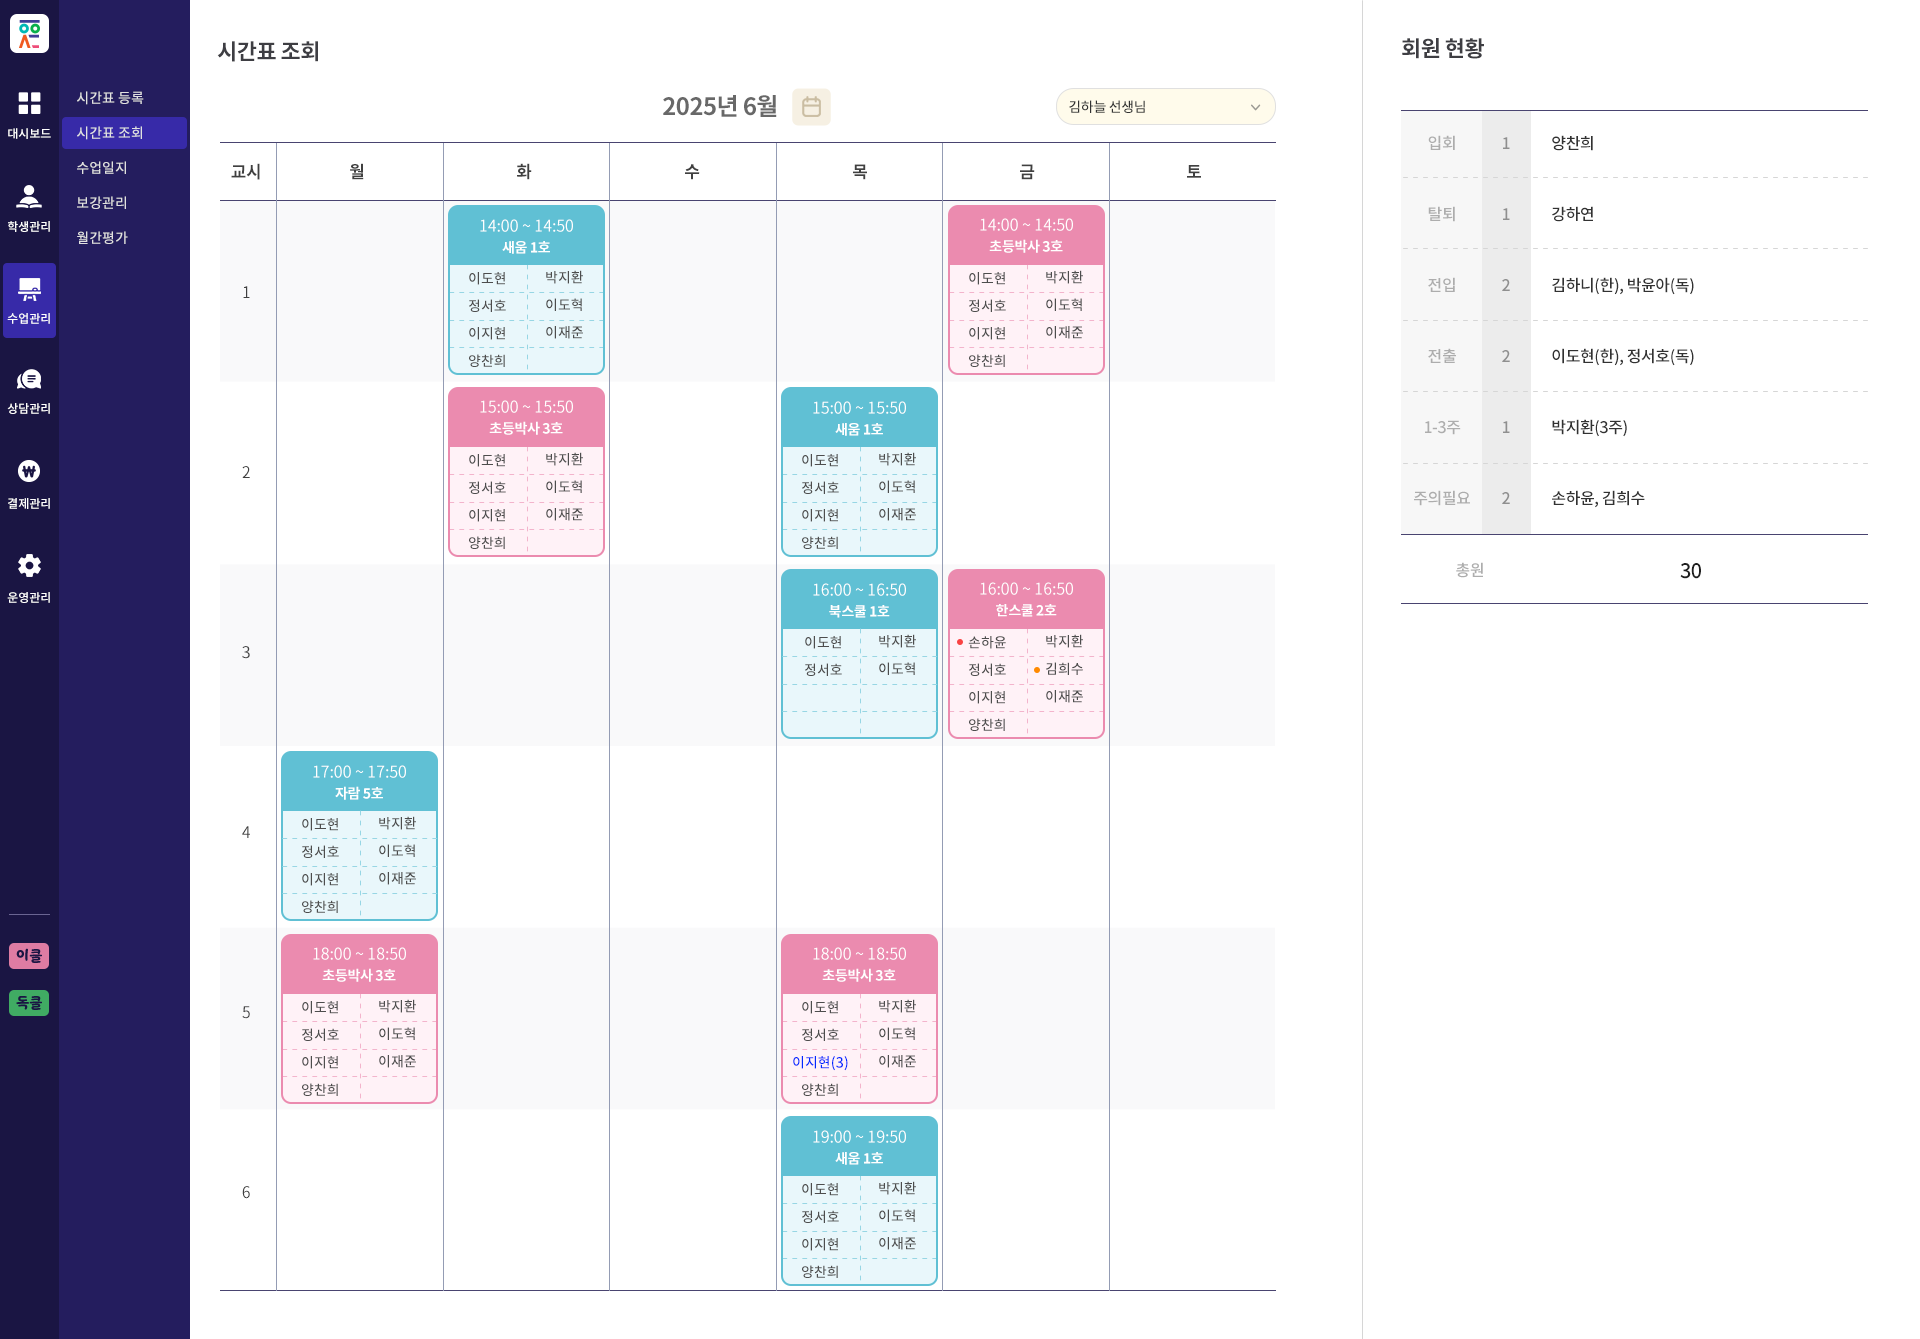 대시보드
학생관리
수업관리
상담관리
결제관리
운영관리
이클
독클
시간표 등록
시간표 조회
수업일지
보강관리
월간평가
시간표 조회
2025년 6월
김하늘 선생님
교시 월 화 수 목 금 토
1
14:00 ~ 14:50
새움 1호
이도현 박지환
정서호 이도혁
이지현 이재준
양찬희
14:00 ~ 14:50
초등박사 3호
이도현 박지환
정서호 이도혁
이지현 이재준
양찬희
2
15:00 ~ 15:50
초등박사 3호
이도현 박지환
정서호 이도혁
이지현 이재준
양찬희
15:00 ~ 15:50
새움 1호
이도현 박지환
정서호 이도혁
이지현 이재준
양찬희
3
16:00 ~ 16:50
북스쿨 1호
이도현 박지환
정서호 이도혁
16:00 ~ 16:50
한스쿨 2호
손하윤 박지환
정서호 김희수
이지현 이재준
양찬희
4
17:00 ~ 17:50
자람 5호
이도현 박지환
정서호 이도혁
이지현 이재준
양찬희
5
18:00 ~ 18:50
초등박사 3호
이도현 박지환
정서호 이도혁
이지현 이재준
양찬희
18:00 ~ 18:50
초등박사 3호
이도현 박지환
정서호 이도혁
이지현(3) 이재준
양찬희
6
19:00 ~ 19:50
새움 1호
이도현 박지환
정서호 이도혁
이지현 이재준
양찬희
회원 현황
입회 1 양찬희
탈퇴 1 강하연
전입 2 김하니(한), 박윤아(독)
전출 2 이도현(한), 정서호(독)
1-3주 1 박지환(3주)
주의필요 2 손하윤, 김희수
총원 30